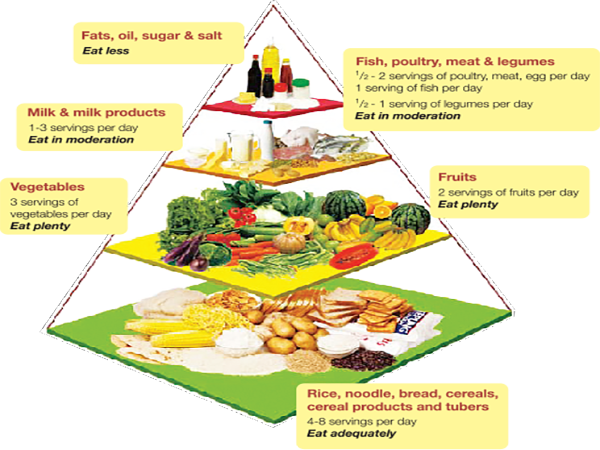 Fats, oil, sugar & salt
Eat less
Fish, poultry, meat & legumes
1/2 - 2 servings of poultry, meat, egg per day
1 serving of fish per day
1/2 - 1 serving of legumes per day
Eat in moderation
Milk & milk products
1-3 servings per day
Eat in moderation
Vegetables
3 servings of
vegetables per day
Eat plenty
Fruits
2 servings of fruits per day
Eat plenty
Rice, noodle, bread, cereals,
cereal products and tubers
4-8 servings per day
Eat adequately